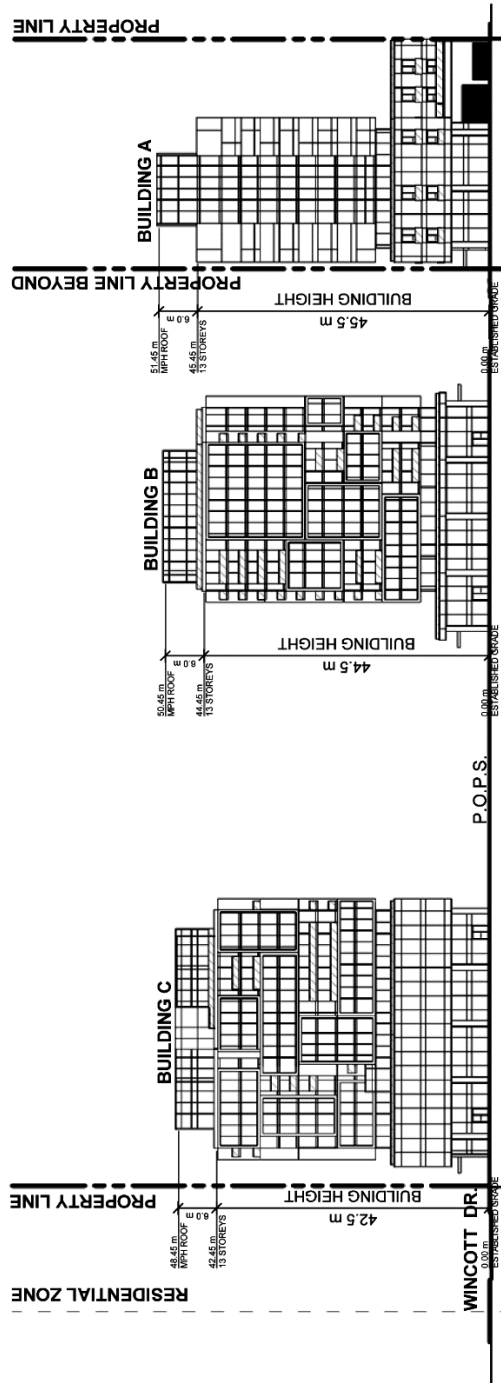 PROPERTY LINE
BUILDING A
PROPERTY LINE BEYOND
51.45 m
MPH ROOF
6.0 m
45.45 m
13 STOREYS
BUILDING HEIGHT
45.5 m
0.00 m
ESTABLISHED GRADE
BUILDING B
50.45 m
MPH ROOF
6.0 m
44.45 m
13 STOREYS
BUILDING HEIGHT
44.5 m
0.00 m
ESTABLISHED GRADE
P.O.P.S.
BUILDING C
PROPERTY LINE
48.45 m
MPH ROOF
6.0 m
42.45 m
13 STOREYS
BUILDING HEIGHT
42.5 m
0.00 m
ESTABLISHED GRADE
WINCOTT DR.
RESIDENTIAL ZONE